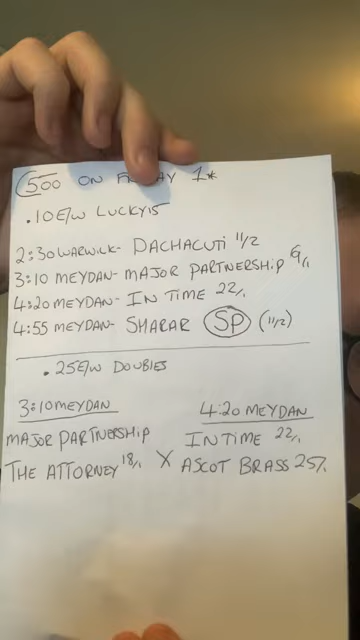 500 ON FRIDAY 1*
.10 E/W LUCKY15
2:30 WARWICK- DACHACUTI 11/2
3:10 MEYDAN- MAJOR PARTNERSHIP 9/1
4:20 MEYDAN- IN TIME 22/1
4:55 MEYDAN- SHARAR SP (11/2)
.25 E/W DOUBLES
3:10 MEYDAN
4:20 MEYDAN
MAJOR PARTNERSHIP
IN TIME 22/1
THE ATTORNEY 18/1 X ASCOT BRASS 25/1